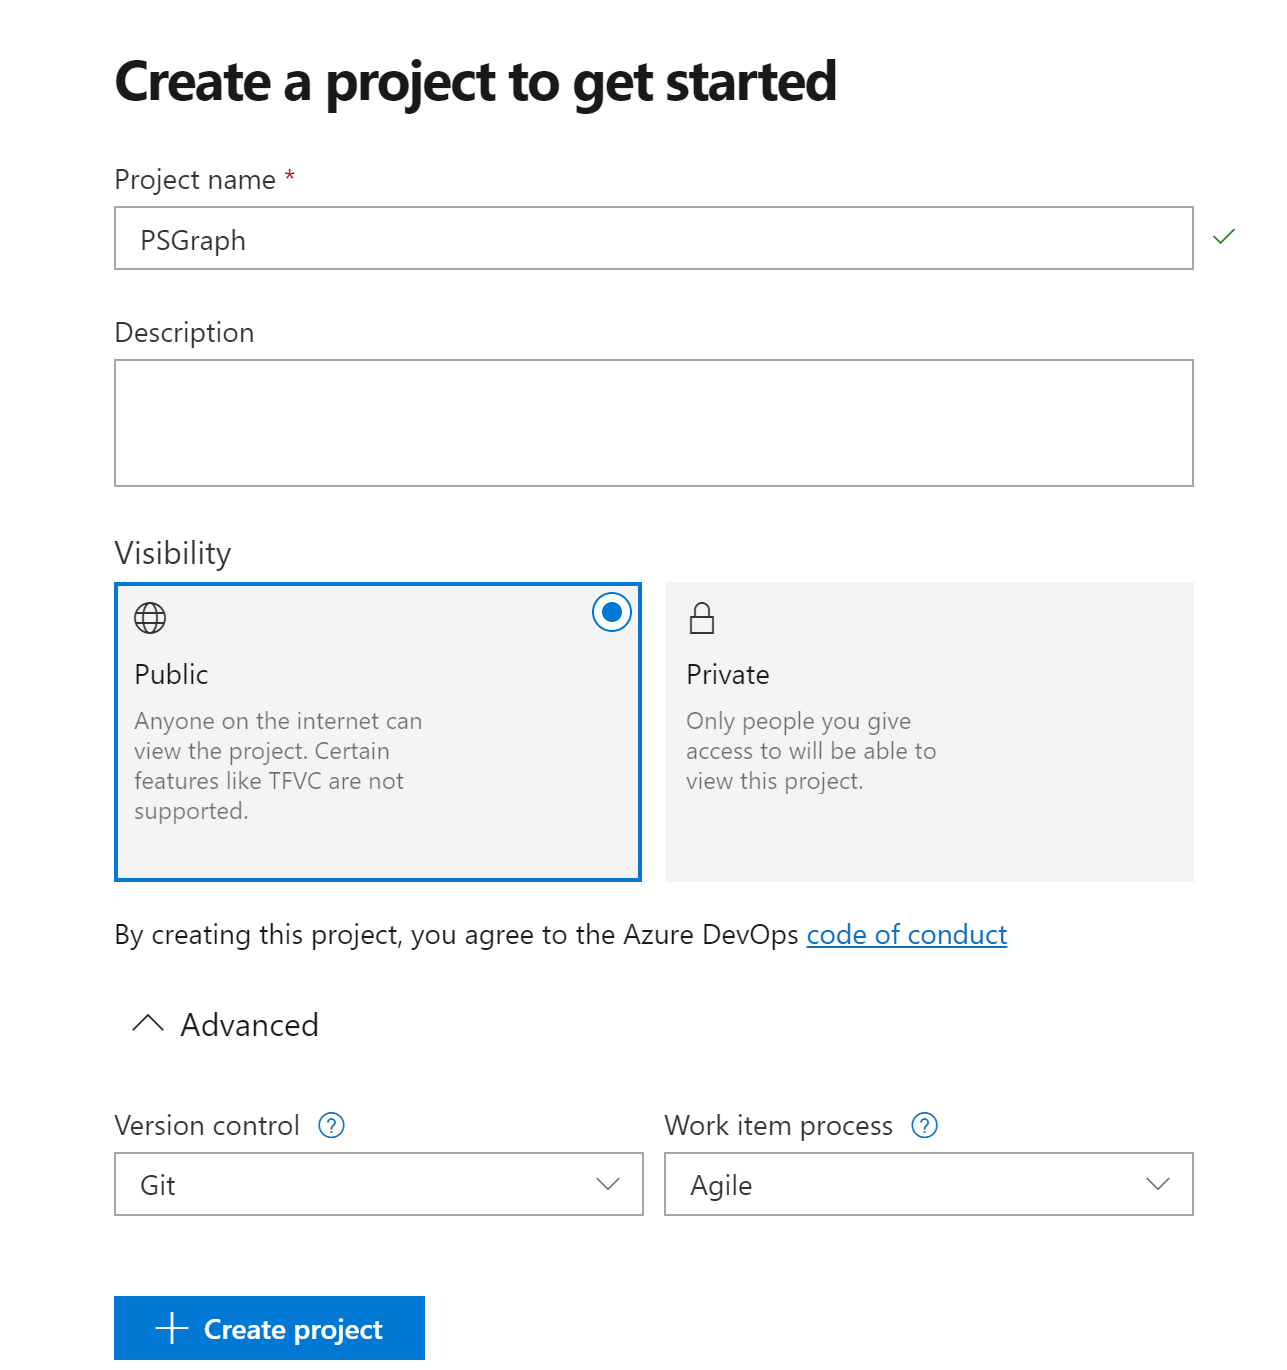 Create a project to get started
Project name *
PSGraph
Description
Visibility
Public
Anyone on the internet can
view the project. Certain
features like TFVC are not
supported.
Private
Only people you give
access to will be able to
view this project.
By creating this project, you agree to the Azure DevOps code of conduct
Advanced
Version control ?
Git
Work item process ?
Agile
Create project